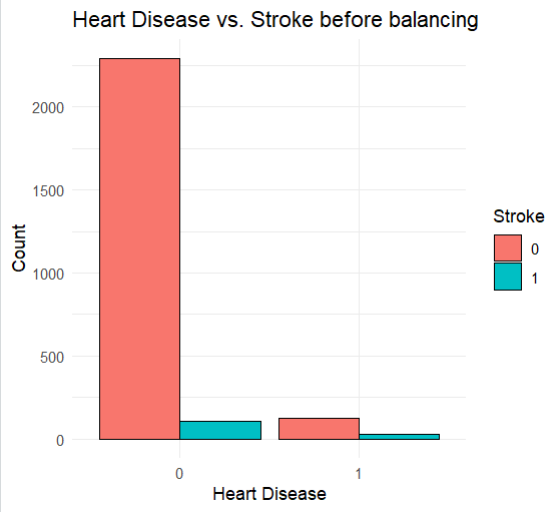 Heart Disease vs. Stroke before balancing
2000
1500
1000
500
0
Count
0
1
Heart Disease
Stroke
0
1